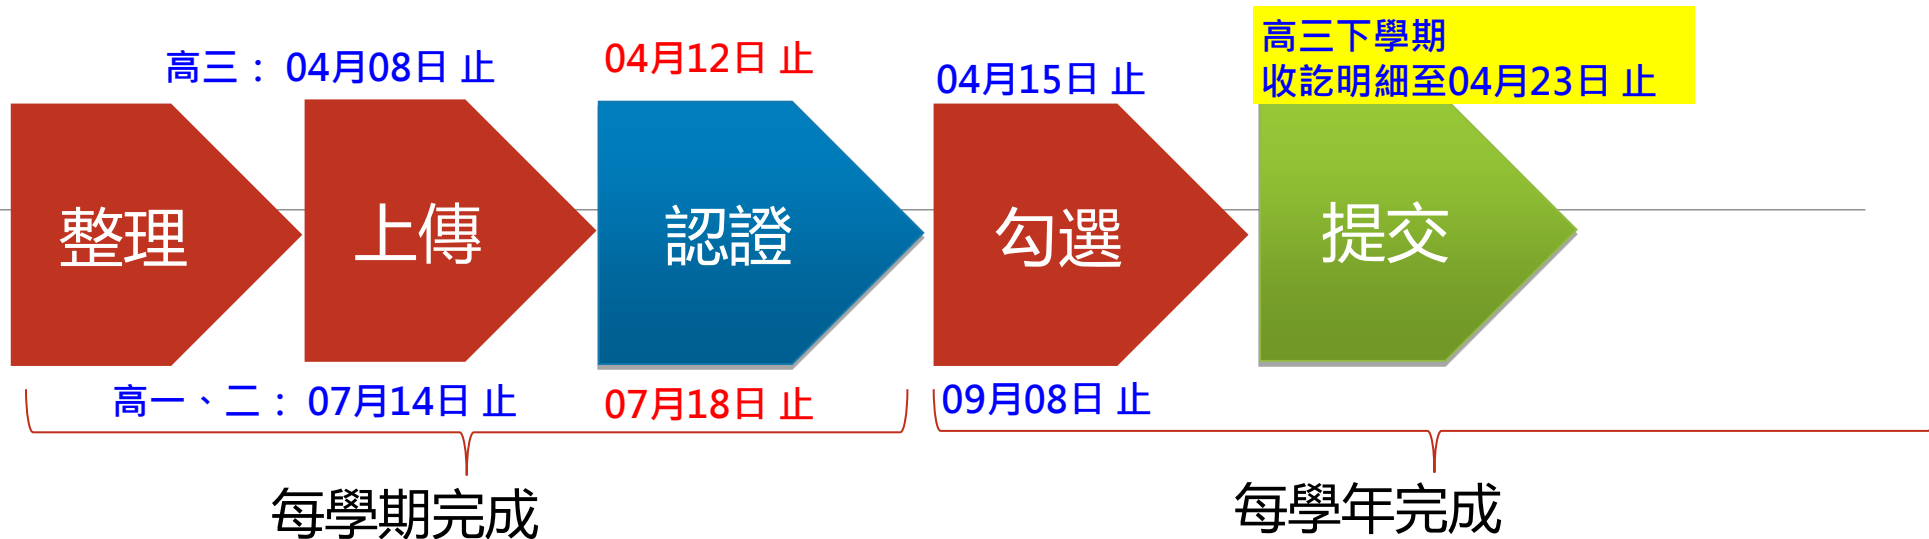 高三： 04月08日 止
04月12日 止
04月15日 止
高三下學期
收訖明細至04月23日 止
整理
上傳
認證
勾選
提交
高一、二： 07月14日 止
07月18日 止
09月08日 止
每學期完成
每學年完成